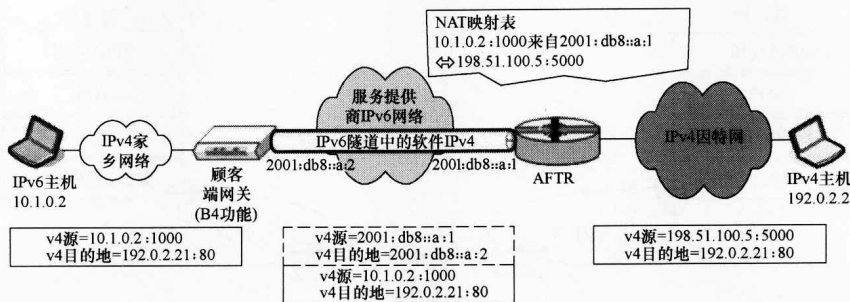 NAT映射表
10.1.0.2:1000来自2001:db8::a:1
⇔198.51.100.5:5000
服务提供
商IPv6网络
IPv4家
乡网络
IPv6隧道中的软件IPv4
IPv4因特网
IPv6主机
10.1.0.2
顾客
端网关
(B4功能)
2001:db8::a:2
2001:db8::a:1
AFTR
IPv4主机
192.0.2.2
v4源=10.1.0.2:1000
v4目的地=192.0.2.21:80
v4源=2001:db8::a:1
v4目的地=2001:db8::a:2
v4源=10.1.0.2:1000
v4目的地=192.0.2.21:80
v4源=198.51.100.5:5000
v4目的地=192.0.2.21:80